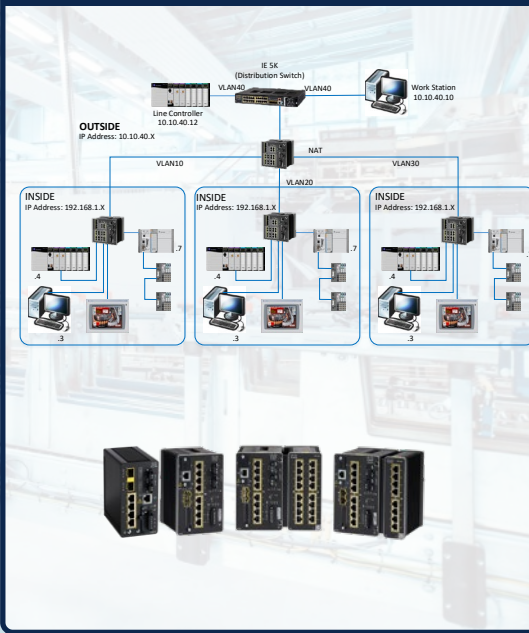 IE 5K
(Distribution Switch)
VLAN40
VLAN40
Line Controller
10.10.40.12
Work Station
10.10.40.10
OUTSIDE
IP Address: 10.10.40.X
NAT
VLAN10
VLAN30
VLAN20
INSIDE
IP Address: 192.168.1.X
.7
.4
.3
INSIDE
IP Address: 192.168.1.X
.7
.4
.3
INSIDE
IP Address: 192.168.1.X
.4
.3